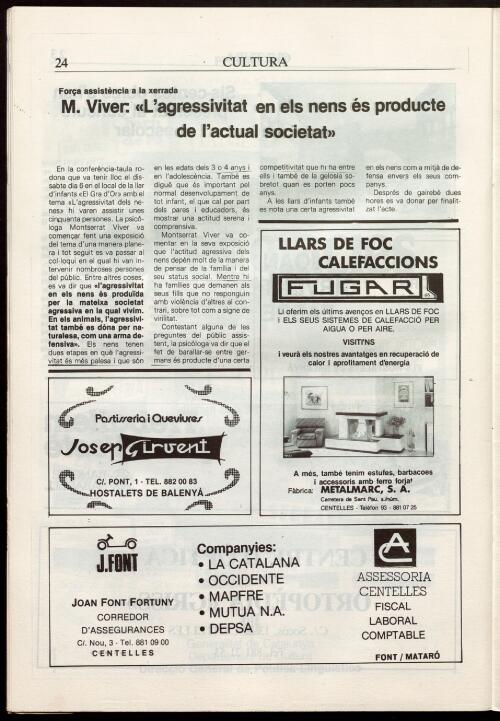 24
CULTURA
Força assistència a la xerrada
M. Viver: «L'agressivitat en els nens és producte
de l'actual societat»
En la conferència-taula ro-
dona que va tenir lloc el dis-
sabte dia 6 en el local de la llar
d'infants «El Gra d'Or» amb el
tema «L'agressivitat dels ne-
nes» hi varen assistir unes
cinquanta persones. La psicò-
loga Montserrat Viver va
començar fent una exposició
del tema d'una manera plane-
ra i tot seguit es va passar al
col·loqui en el qual hi van in-
tervenir nombroses persones
del públic. Entre altres coses,
es va dir que «l'agressivitat
en els nens és produïda
per la mateixa societat
agressiva en la qual vivim.
En els animals, l'agressivi-
tat també es dóna per na-
turalesa, com una arma de-
fensiva». Els nens tenen
dues etapes en què l'agressi-
vitat és més palesa i que són
en les edats dels 3 o 4 anys i
en l'adolescència. També es
digué que és important pel
normal desenvolupament de
tot infant, el que cal per part
dels pares i educadors, és
mostrar una actitud serena i
comprensiva.
Montserrat Viver va co-
mentar en la seva exposició
que l'actitud agressiva dels
nens depèn molt de la manera
de pensar de la família i del
seu status social. Mentre hi
ha famílies que demanen als
seus fills que no responguin
amb violència d'altres al con-
trari, sobre tot com a signe de
virilitat.
Contestant alguna de les
preguntes del públic assis-
tent, la psicòloga va dir que el
fet de barallar-se entre ger-
mans és producte d'una certa
competitivitat que hi ha entre
ells i també de la gelosia so-
bretot quan es porten pocs
anys.
A les llars d'infants també
es nota una certa agressivitat
en els nens com a mitjà de de-
fensa envers els seus com-
panys.
Després de gairebé dues
hores es va donar per finalit-
zat l'acte.
LLARS DE FOC
CALEFACCIONS
FUGAR
Li oferim els últims avenços en LLARS DE FOC
i ELS SEUS SISTEMES DE CALEFACCIÓ PER
AIGUA O PER AIRE.
VISITI'NS
i veurà els nostres avantatges en recuperació de
calor i aprofitament d'energia
A més, també tenim estufes, barbacoes
i accessoris amb ferro forjat
Fàbrica: METALMARC, S. A.
Carretera de Sant Pau, s/núm.
CENTELLES - Telèfon 93 - 881 07 25
Pastisseria i Queviures
Josep Girvent
C/. PONT, 1 - TEL. 882 00 83
HOSTALETS DE BALENYÀ
J. FONT
JOAN FONT FORTUNY
CORREDOR
D'ASSEGURANCES
C/. Nou, 3 - Tel. 881 09 00
CENTELLES
Companyies:
• LA CATALANA
• OCCIDENTE
• MAPFRE
• MUTUA N.A.
• DEPSA
AC
ASSESSORIA
CENTELLES
FISCAL
LABORAL
COMPTABLE
FONT / MATARÓ